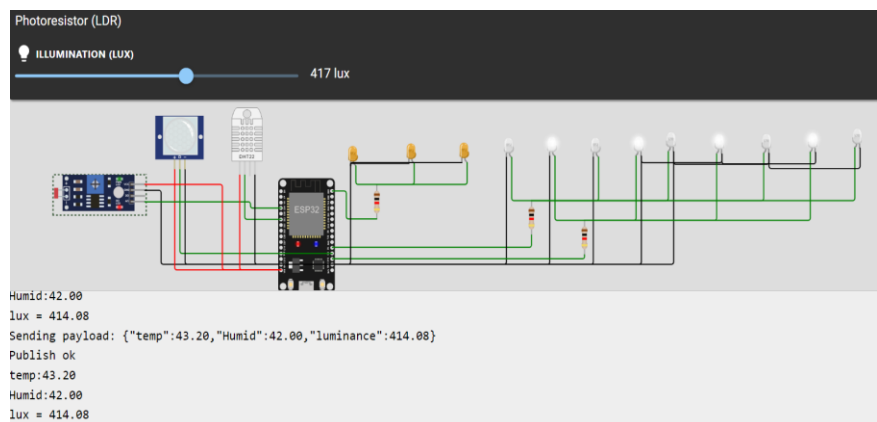 Photoresistor (LDR)
ILLUMINATION (LUX)
417 lux
DHT22
ESP32
Humid:42.00
lux = 414.08
Sending payload: {"temp":43.20,"Humid":42.00,"luminance":414.08}
Publish ok
temp:43.20
Humid:42.00
lux = 414.08